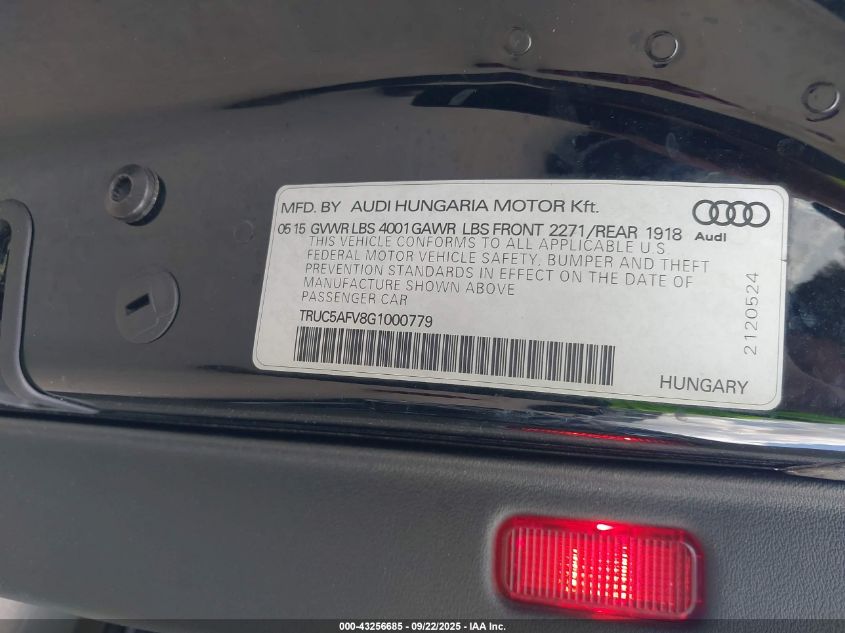 MFD. BY AUDI HUNGARIA MOTOR Kft.
05 15 GVWR LBS 4001 GAWR LBS FRONT 2271/REAR 1918
THIS VEHICLE CONFORMS TO ALL APPLICABLE U.S
FEDERAL MOTOR VEHICLE SAFETY, BUMPER AND THEFT
PREVENTION STANDARDS IN EFFECT ON THE DATE OF
MANUFACTURE SHOWN ABOVE
PASSENGER CAR
TRUC5AFV8G1000779
Audi
2120524
HUNGARY
000-43256685 - 09/22/2025 - IAA Inc.